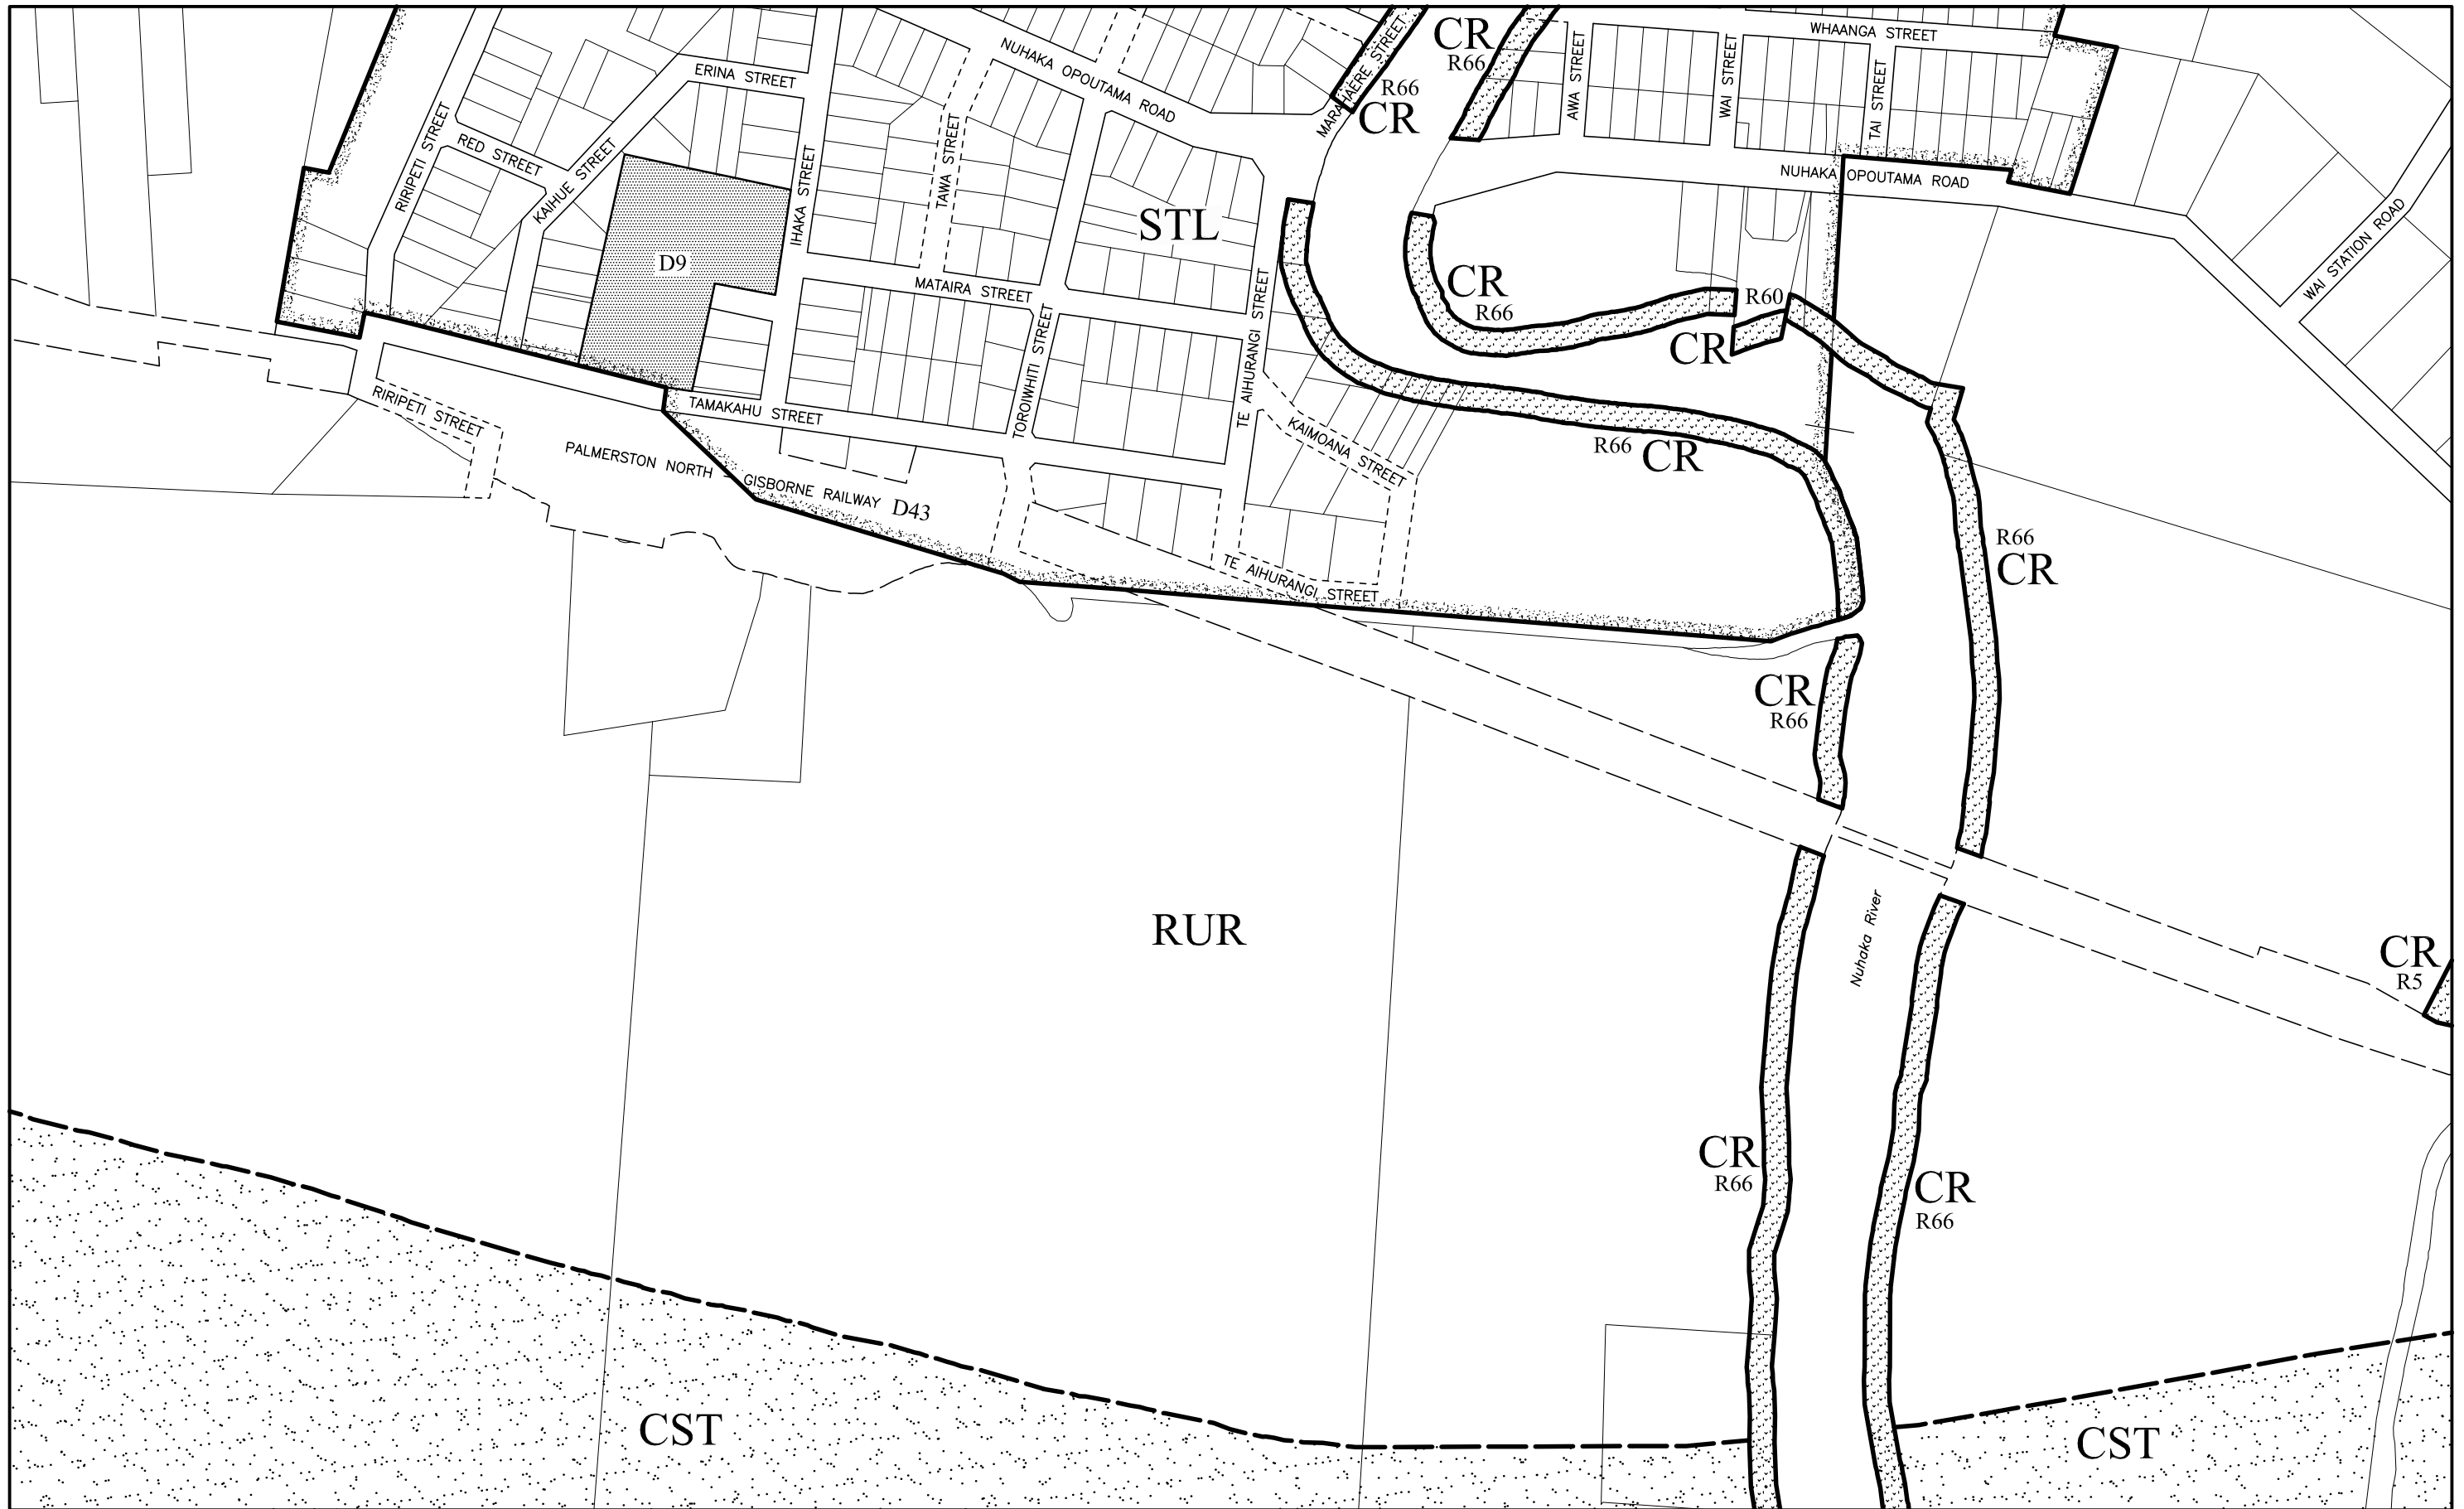 CR
R66
WHAANGA STREET
NUHAKA OPOUTAMA ROAD
MARAHAERE STREET
AWA STREET
WAI STREET
TAI STREET
ERINA STREET
R66
CR
RIRIPETI STREET
RED STREET
KAIHUE STREET
IHAKA STREET
TAWA STREET
STL
NUHAKA OPOUTAMA ROAD
WAI STATION ROAD
D9
MATAIRA STREET
CR
R66
R60
CR
TE AIHURANGI STREET
TOROIWHITI STREET
RIRIPETI STREET
TAMAKAHU STREET
KAIMOANA STREET
R66 CR
PALMERSTON NORTH - GISBORNE RAILWAY D43
R66
CR
TE AIHURANGI STREET
CR
R66
RUR
Nuhaka River
CR
R5
CR
R66
CR
R66
CST
CST